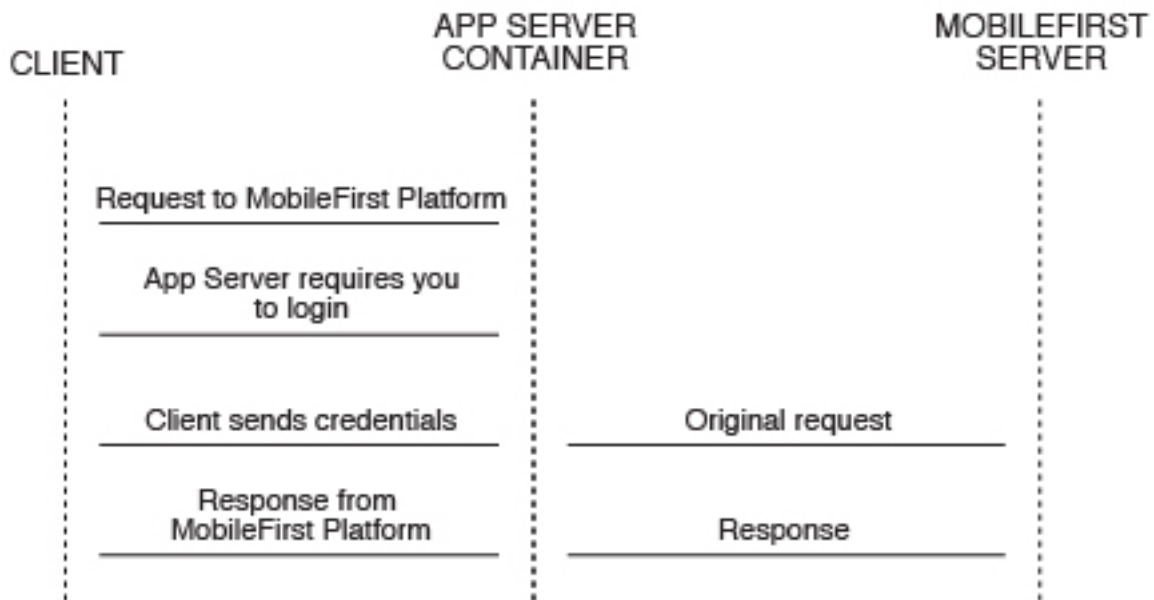 CLIENT
APP SERVER
CONTAINER
MOBILEFIRST
SERVER
Request to MobileFirst Platform
App Server requires you
to login
Client sends credentials
Original request
Response from
MobileFirst Platform
Response